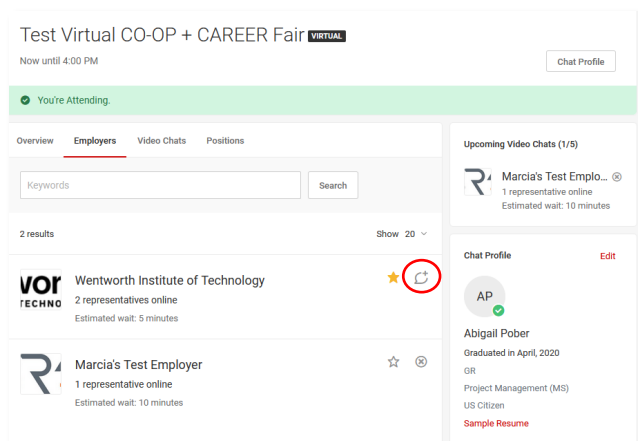 Test Virtual CO-OP + CAREER Fair VIRTUAL
Now until 4:00 PM
Chat Profile
You're Attending.
Overview Employers Video Chats Positions
Keywords
Search
2 results
Show 20
WOr
TECHNO
Wentworth Institute of Technology
2 representatives online
Estimated wait: 5 minutes
Marcia's Test Employer
1 representative online
Estimated wait: 10 minutes
Upcoming Video Chats (1/5)
Marcia's Test Emplo...
1 representative online
Estimated wait: 10 minutes
Chat Profile
Edit
AP
Abigail Pober
Graduated in April, 2020
GR
Project Management (MS)
US Citizen
Sample Resume